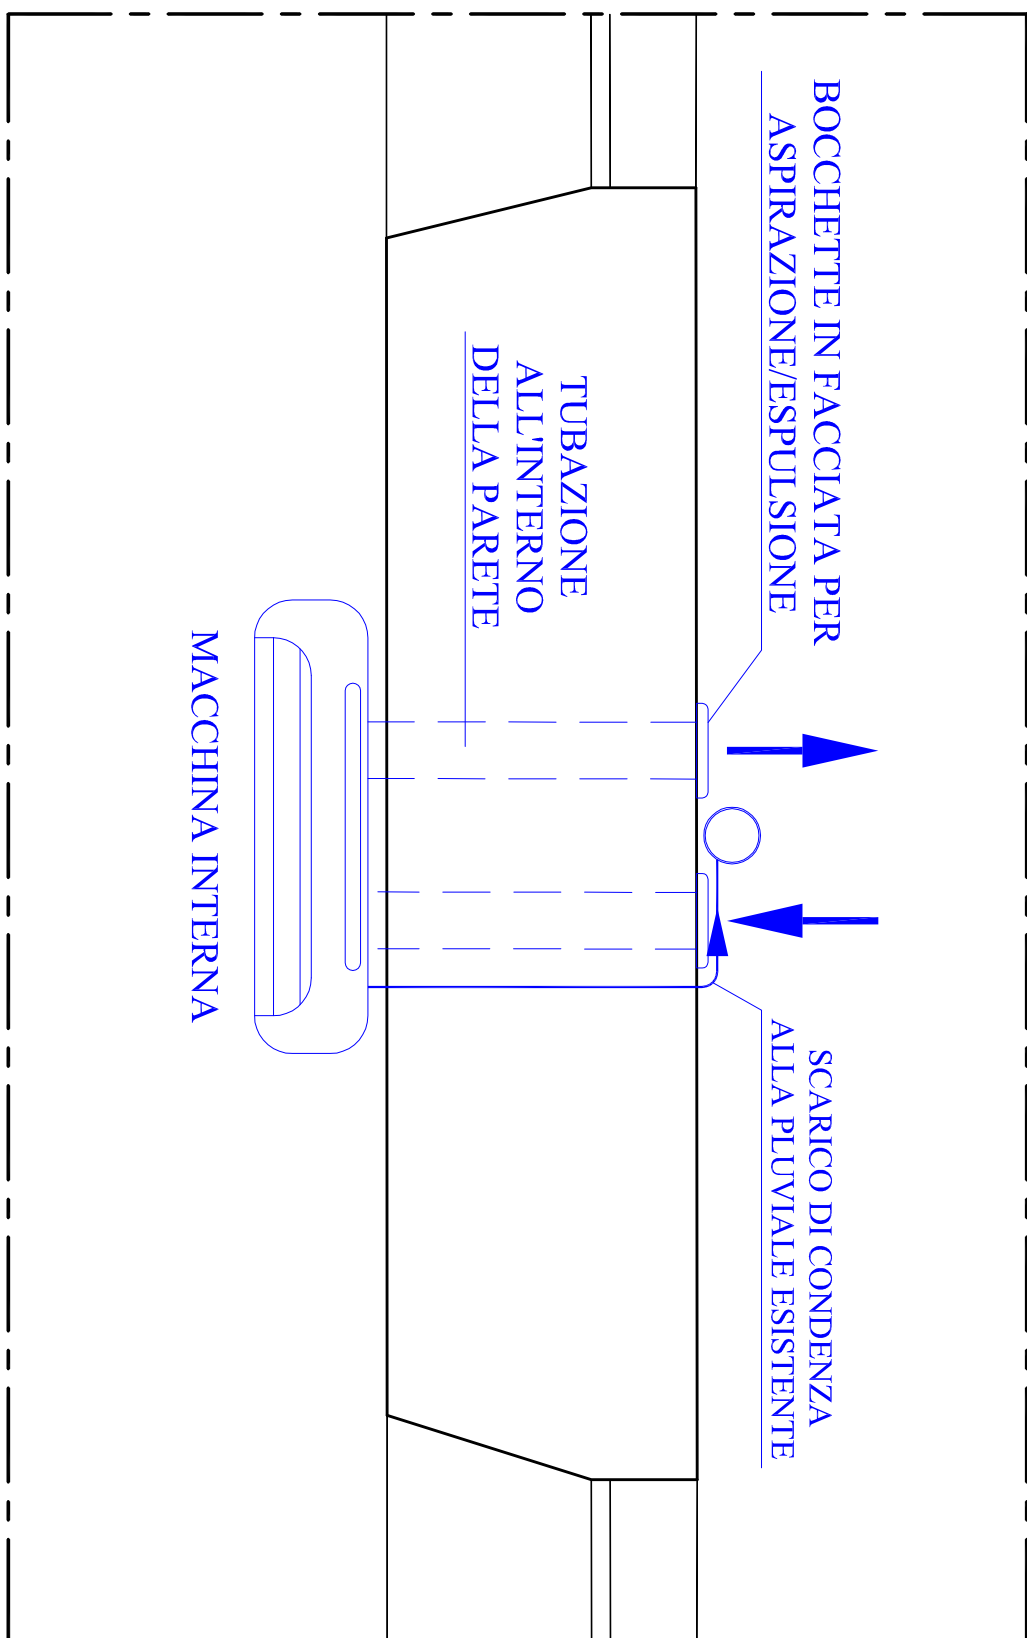 BOCCHETTE IN FACCIATA PER
ASPIRAZIONE/ESPULSIONE
TUBAZIONE
ALL'INTERNO
DELLA PARETE
MACCHINA INTERNA
SCARICO DI CONDENZA
ALLA PLUVIALE ESISTENTE